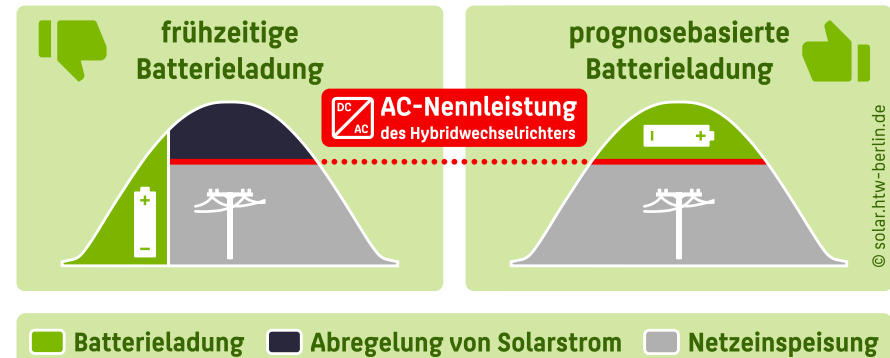 frühzeitige
Batterieladung
prognosebasierte
Batterieladung
DC
AC
AC-Nennleistung
des Hybridwechselrichters
+
−
I +
© solar.htw-berlin.de
Batterieladung
Abregelung von Solarstrom
Netzeinspeisung